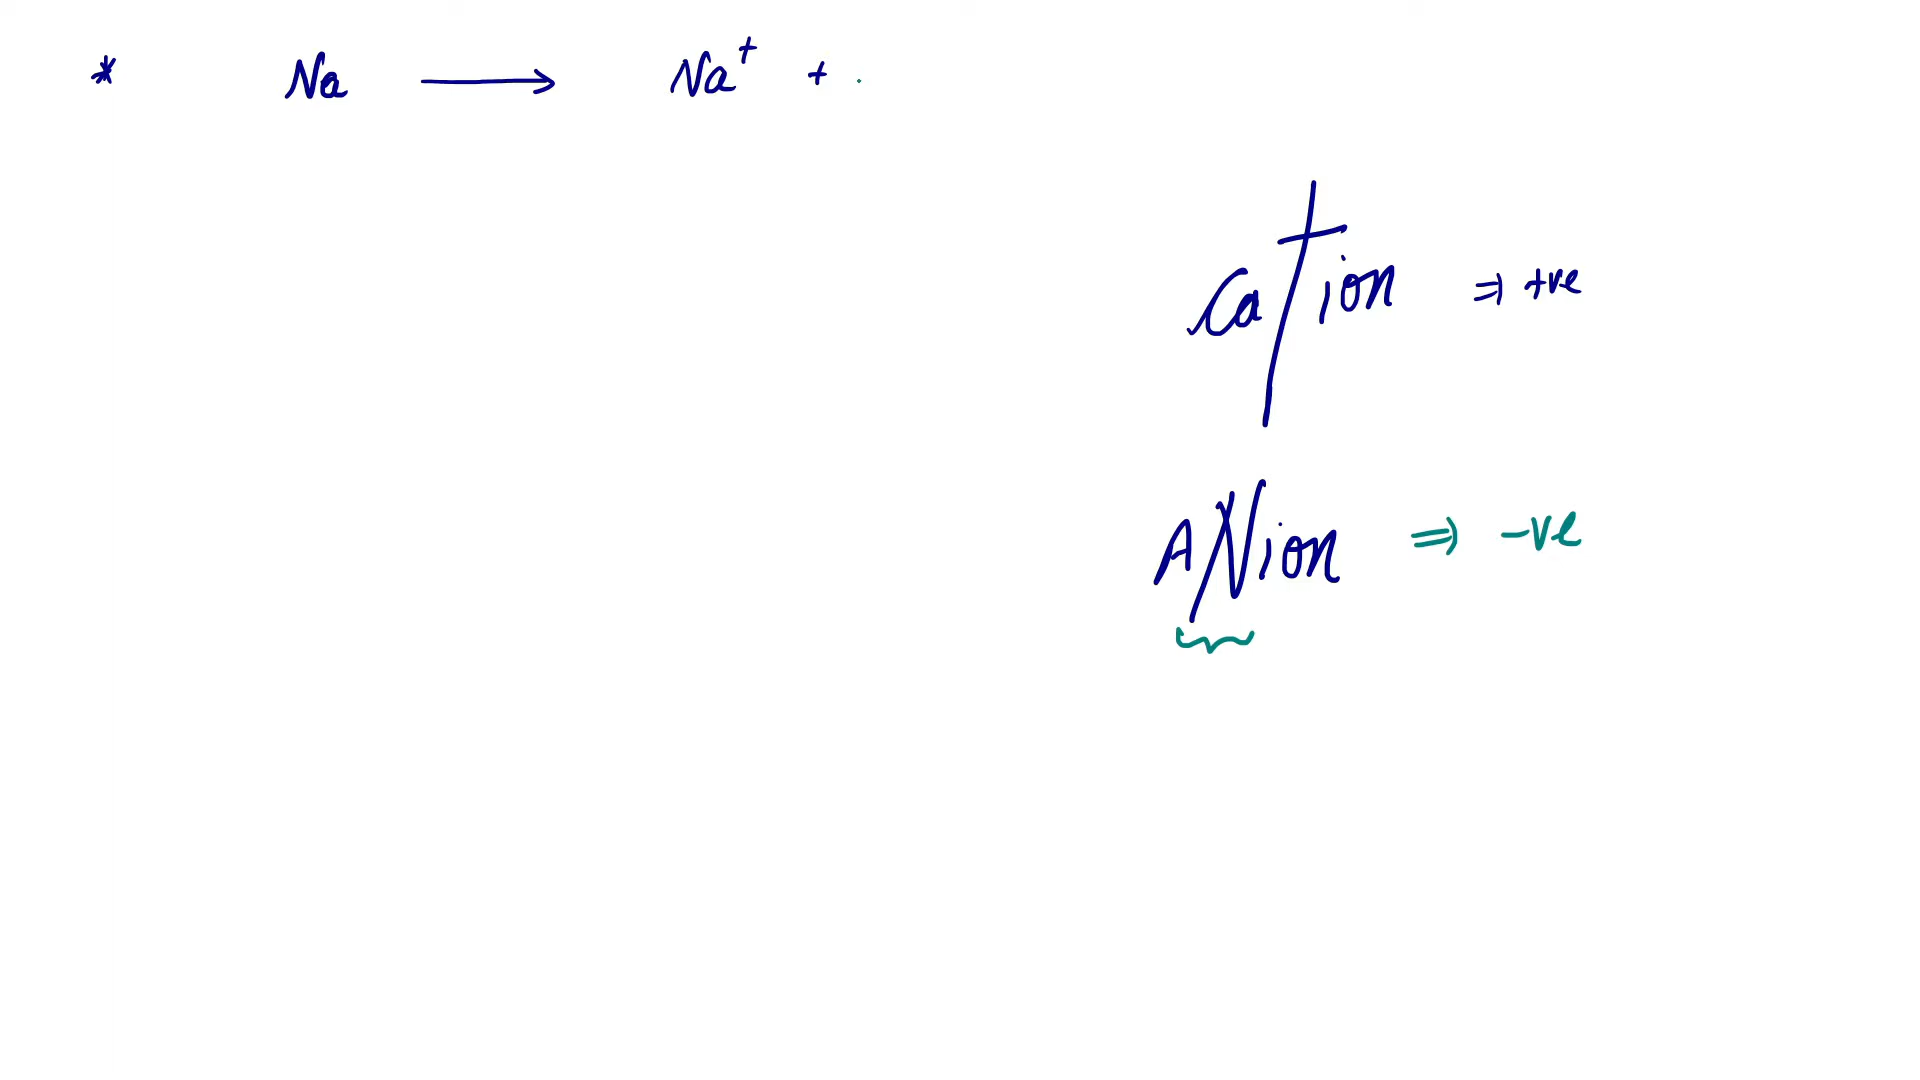 * Na → Na⁺ +
Cation ⇒ +ve
ANion ⇒ -ve